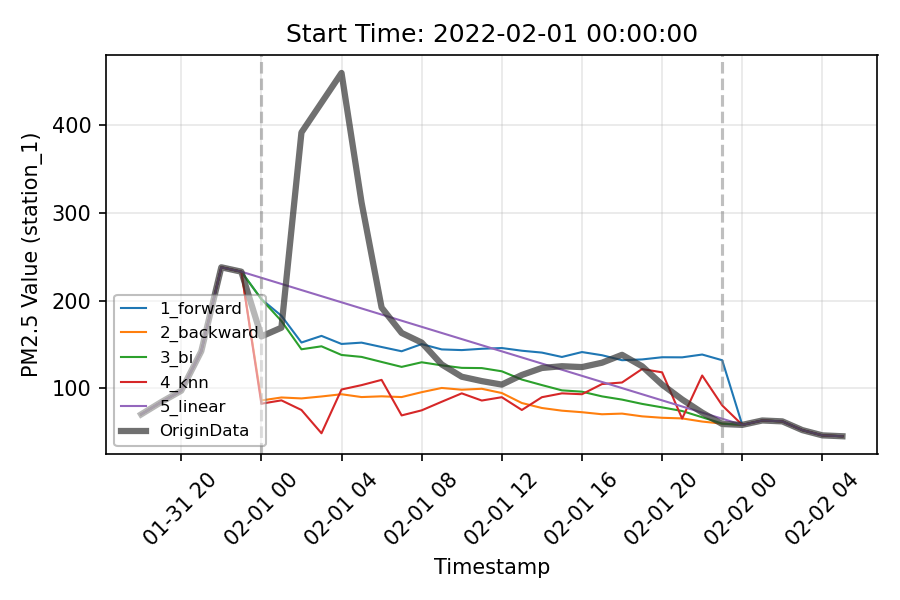 Start Time: 2022-02-01 00:00:00
PM2.5 Value (station_1)
400
300
200
100
1_forward
2_backward
3_bi
4_knn
5_linear
OriginData
01-31 20
02-01 00
02-01 04
02-01 08
02-01 12
02-01 16
02-01 20
02-02 00
02-02 04
Timestamp